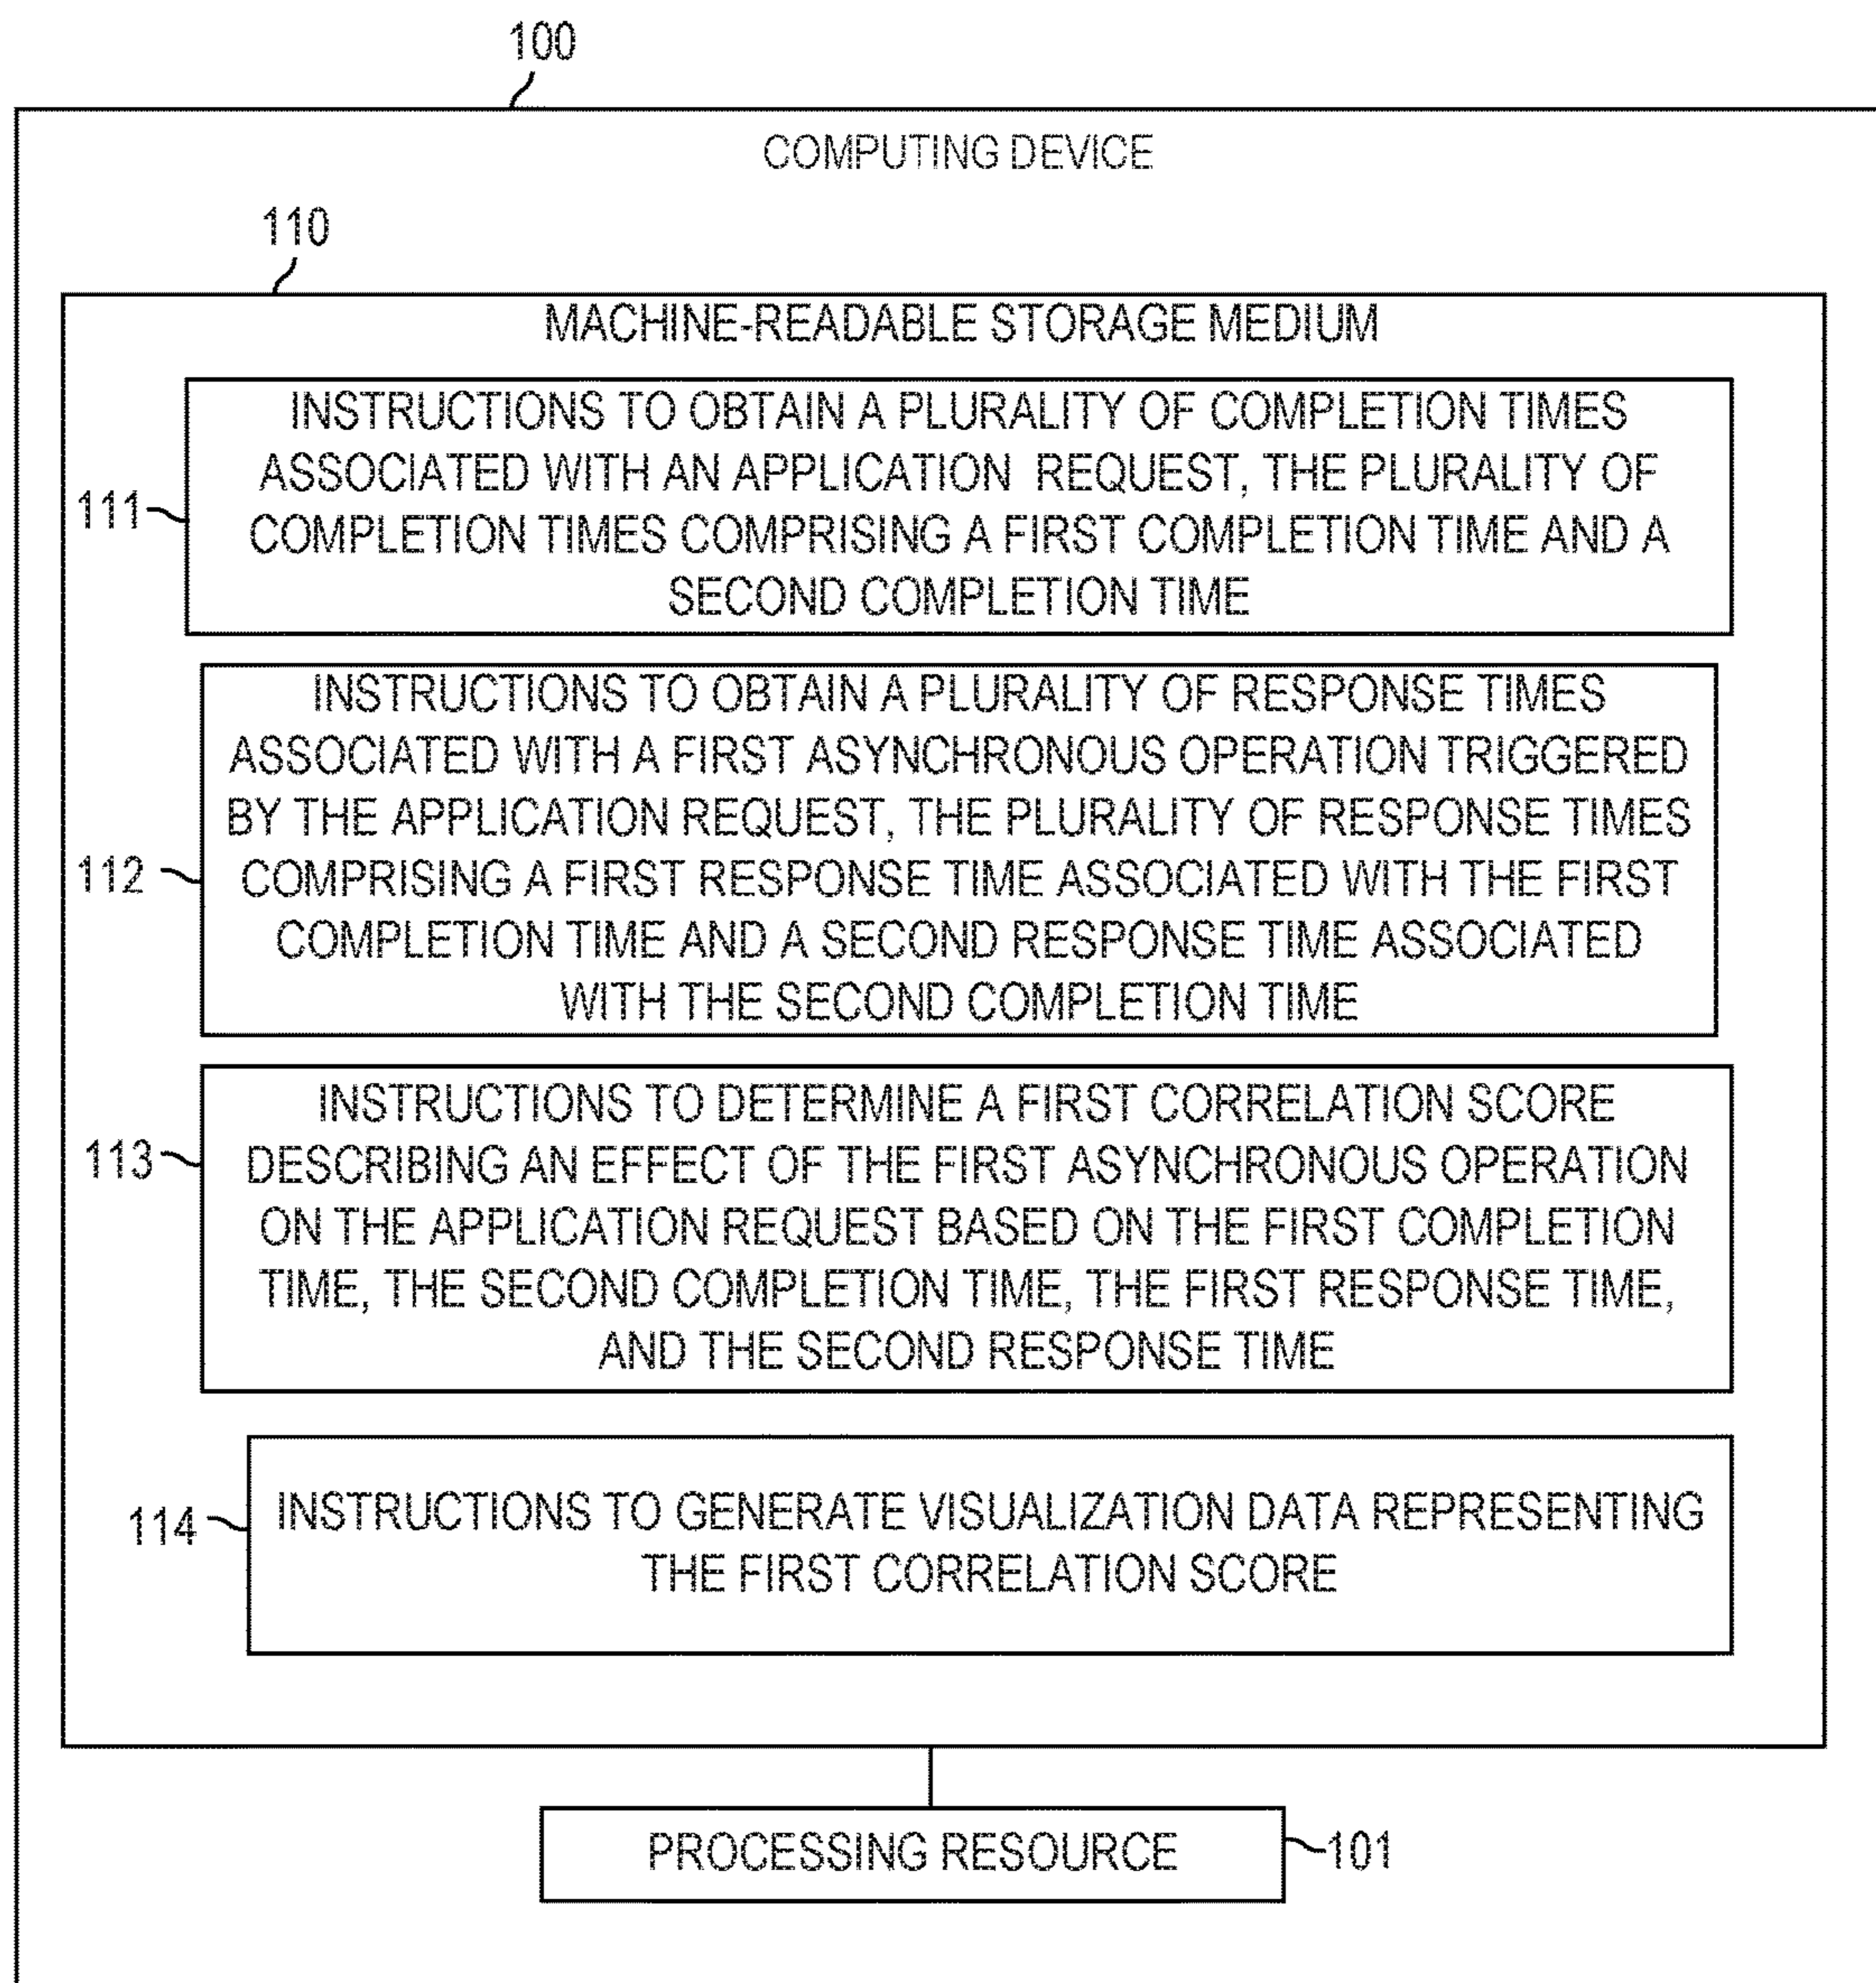 100
COMPUTING DEVICE
110
MACHINE-READABLE STORAGE MEDIUM
INSTRUCTIONS TO OBTAIN A PLURALITY OF COMPLETION TIMES
ASSOCIATED WITH AN APPLICATION REQUEST, THE PLURALITY OF
COMPLETION TIMES COMPRISING A FIRST COMPLETION TIME AND A
SECOND COMPLETION TIME
111
INSTRUCTIONS TO OBTAIN A PLURALITY OF RESPONSE TIMES
ASSOCIATED WITH A FIRST ASYNCHRONOUS OPERATION TRIGGERED
BY THE APPLICATION REQUEST, THE PLURALITY OF RESPONSE TIMES
COMPRISING A FIRST RESPONSE TIME ASSOCIATED WITH THE FIRST
COMPLETION TIME AND A SECOND RESPONSE TIME ASSOCIATED
WITH THE SECOND COMPLETION TIME
112
INSTRUCTIONS TO DETERMINE A FIRST CORRELATION SCORE
DESCRIBING AN EFFECT OF THE FIRST ASYNCHRONOUS OPERATION
ON THE APPLICATION REQUEST BASED ON THE FIRST COMPLETION
TIME, THE SECOND COMPLETION TIME, THE FIRST RESPONSE TIME,
AND THE SECOND RESPONSE TIME
113
INSTRUCTIONS TO GENERATE VISUALIZATION DATA REPRESENTING
THE FIRST CORRELATION SCORE
114
PROCESSING RESOURCE
101